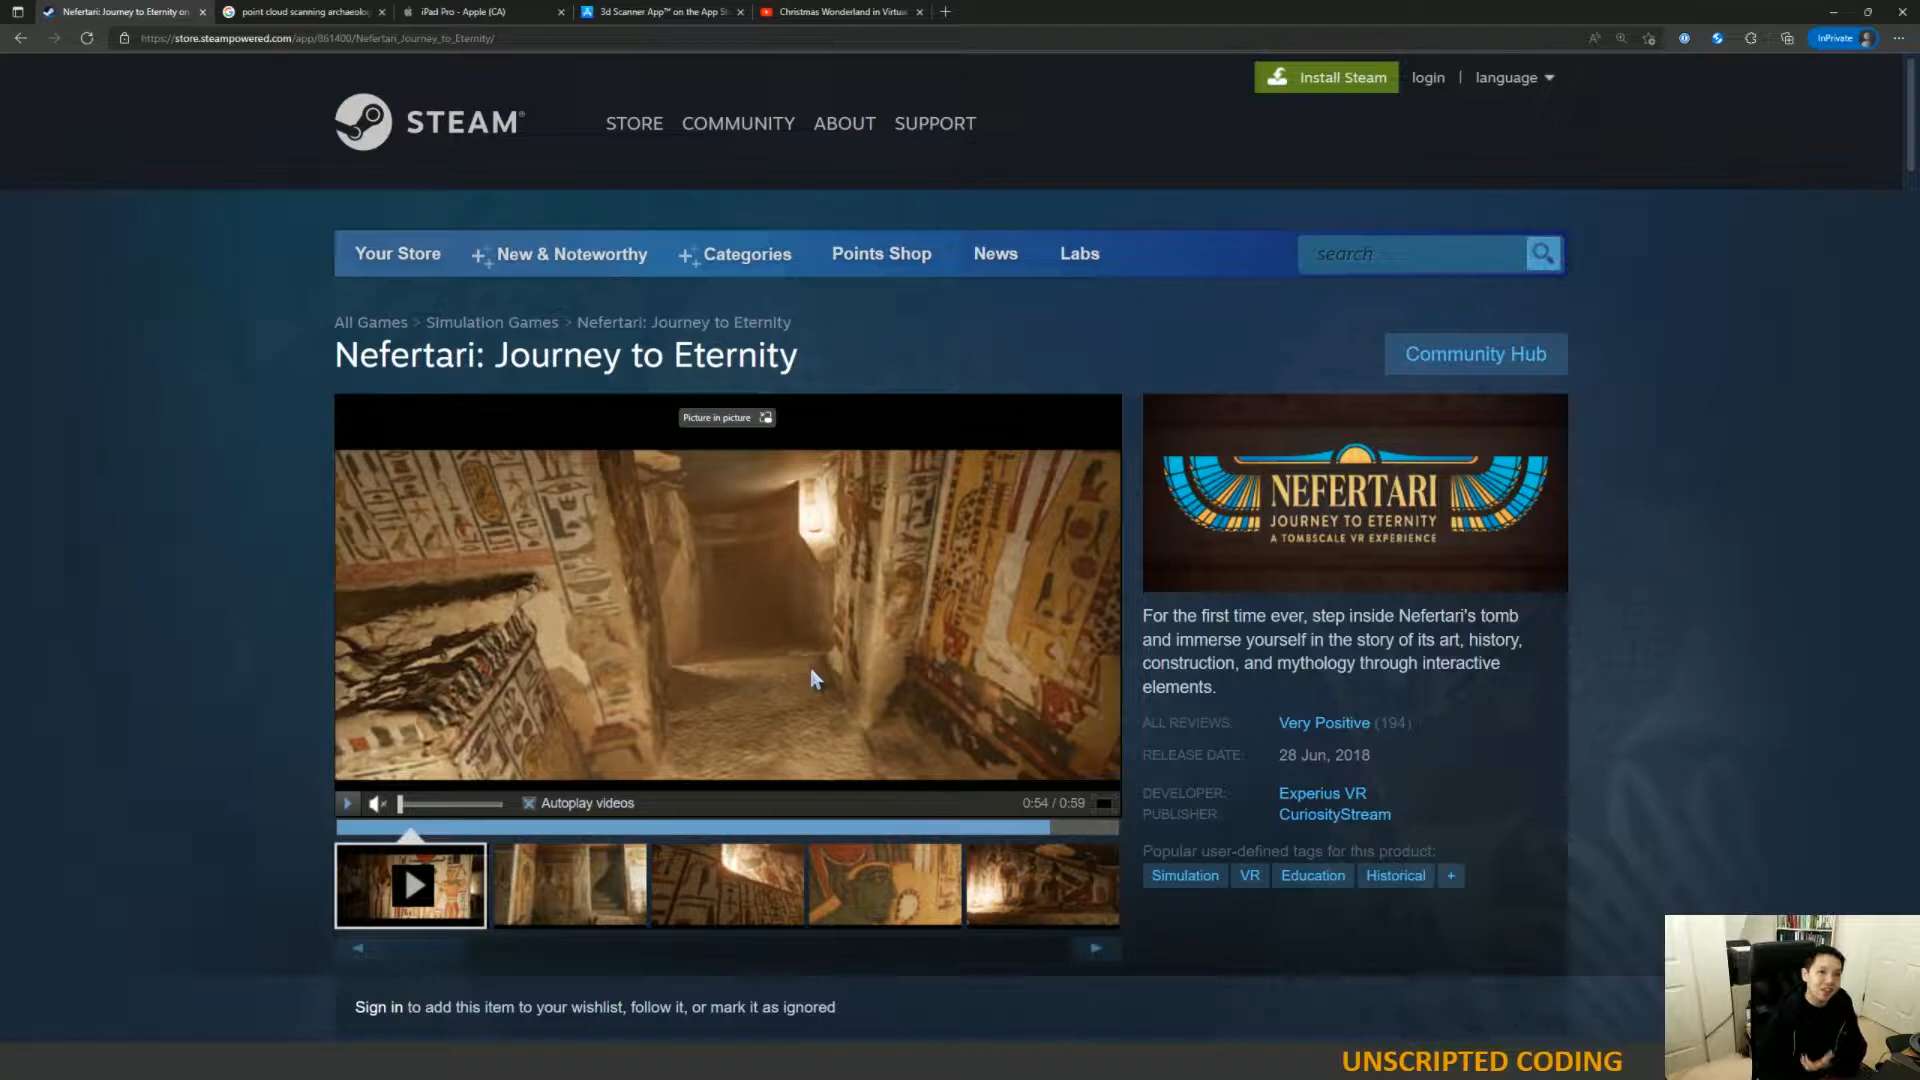 Nefertari: Journey to Eternity on
point cloud scanning archaeolog
iPad Pro - Apple (CA)
3d Scanner App™ on the App St
Christmas Wonderland in Virtua
https://store.steampowered.com/app/861400/Nefertari_Journey_to_Eternity/
InPrivate
Install Steam
login
language
STEAM
STORE
COMMUNITY
ABOUT
SUPPORT
Your Store
New & Noteworthy
Categories
Points Shop
News
Labs
search
All Games > Simulation Games > Nefertari: Journey to Eternity
Nefertari: Journey to Eternity
Community Hub
Picture in picture
NEFERTARI
JOURNEY TO ETERNITY
A TOMBSCALE VR EXPERIENCE
For the first time ever, step inside Nefertari's tomb
and immerse yourself in the story of its art, history,
construction, and mythology through interactive
elements.
ALL REVIEWS: Very Positive (194)
RELEASE DATE: 28 Jun, 2018
DEVELOPER: Experius VR
PUBLISHER: CuriosityStream
Popular user-defined tags for this product:
Simulation VR Education Historical +
Autoplay videos
0:54 / 0:59
Sign in to add this item to your wishlist, follow it, or mark it as ignored
UNSCRIPTED CODING